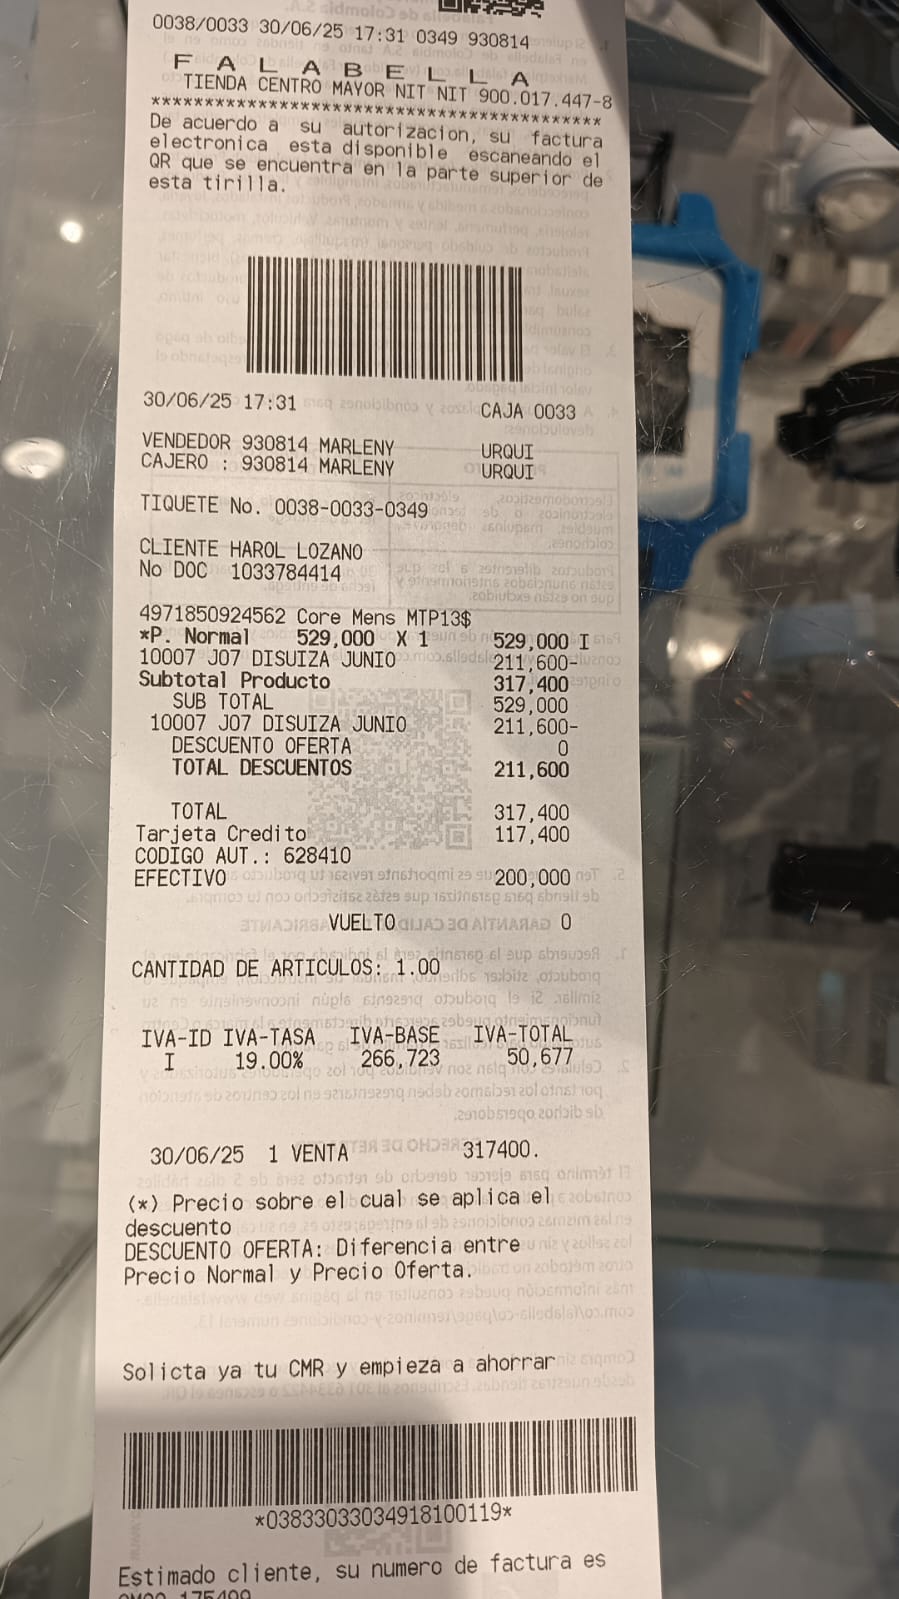 0038/0033 30/06/25 17:31 0349 930814
F A L A B E L L A
TIENDA CENTRO MAYOR NIT NIT 900.017.447-8
******************************************
De acuerdo a su autorizacion, su factura
electronica esta disponible escaneando el
QR que se encuentra en la parte superior de
esta tirilla.
30/06/25 17:31 CAJA 0033
VENDEDOR 930814 MARLENY URQUI
CAJERO : 930814 MARLENY URQUI
TIQUETE No. 0038-0033-0349
CLIENTE HAROL LOZANO
No DOC 1033784414
4971850924562 Core Mens MTP13$
*P. Normal 529,000 X 1 529,000 I
10007 J07 DISUIZA JUNIO 211,600-
Subtotal Producto 317,400
SUB TOTAL 529,000
10007 J07 DISUIZA JUNIO 211,600-
DESCUENTO OFERTA 0
TOTAL DESCUENTOS 211,600
TOTAL 317,400
Tarjeta Credito 117,400
CODIGO AUT.: 628410
EFECTIVO 200,000
VUELTO 0
CANTIDAD DE ARTICULOS: 1.00
IVA-ID IVA-TASA IVA-BASE IVA-TOTAL
I 19.00% 266,723 50,677
30/06/25 1 VENTA 317400.
(*) Precio sobre el cual se aplica el
descuento
DESCUENTO OFERTA: Diferencia entre
Precio Normal y Precio Oferta.
Solicta ya tu CMR y empieza a ahorrar
*03833033034918100119*
Estimado cliente, su numero de factura es